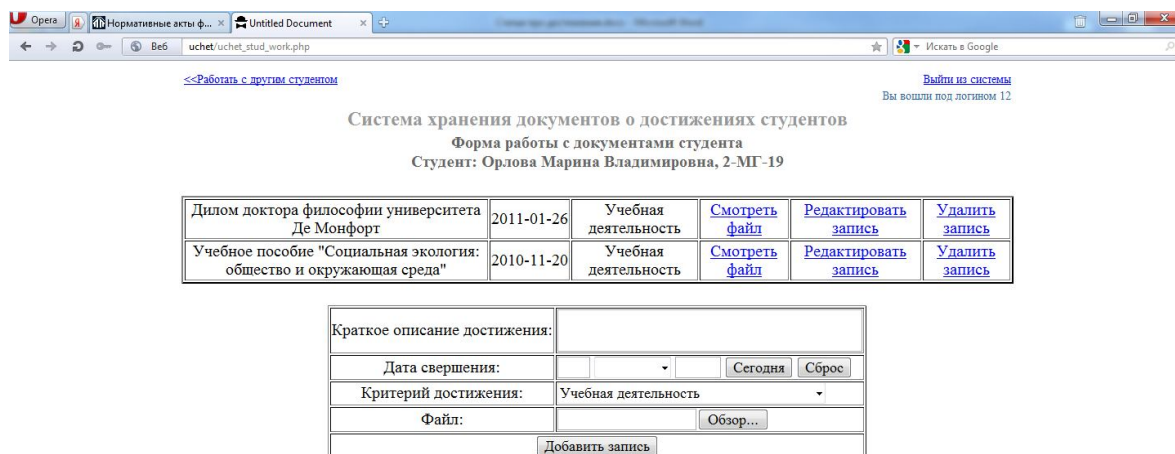 Opera
Нормативные акты ф...
Untitled Document
Веб
uchet/uchet_stud_work.php
Искать в Google
<<Работать с другим студентом
Выйти из системы
Вы вошли под логином 12
Система хранения документов о достижениях студентов
Форма работы с документами студента
Студент: Орлова Марина Владимировна, 2-МГ-19
Дилом доктора философии университета Де Монфорт 2011-01-26 Учебная деятельность Смотреть файл Редактировать запись Удалить запись
Учебное пособие "Социальная экология: общество и окружающая среда" 2010-11-20 Учебная деятельность Смотреть файл Редактировать запись Удалить запись
Краткое описание достижения:
Дата свершения: Сегодня Сброс
Критерий достижения: Учебная деятельность
Файл: Обзор...
Добавить запись